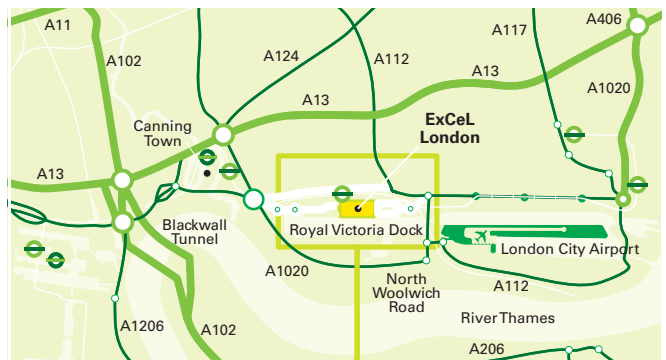 A11
A102
A124
A117
A406
A112
A13
A1020
A13
Canning
Town
ExCeL
London
A13
Blackwall
Tunnel
Royal Victoria Dock
London City Airport
A1020
North
Woolwich
Road
A112
River Thames
A1206
A102
A206